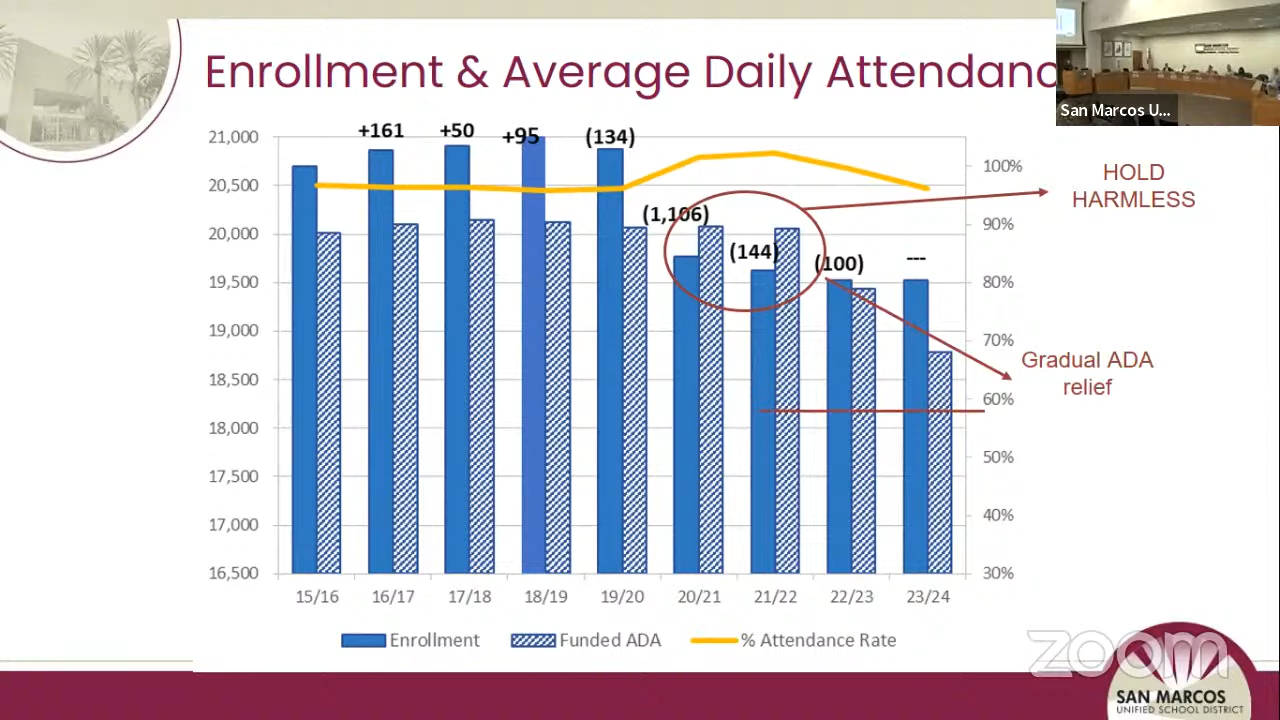 Enrollment & Average Daily Attendanc
San Marcos U...
21,000
20,500
20,000
19,500
19,000
18,500
18,000
17,500
17,000
16,500
+161
+50
+95
(134)
(1,106)
(144)
(100)
---
100%
90%
80%
70%
60%
50%
40%
30%
HOLD
HARMLESS
Gradual ADA
relief
15/16 16/17 17/18 18/19 19/20 20/21 21/22 22/23 23/24
Enrollment Funded ADA % Attendance Rate
zoom
SAN MARCOS
UNIFIED SCHOOL DISTRICT